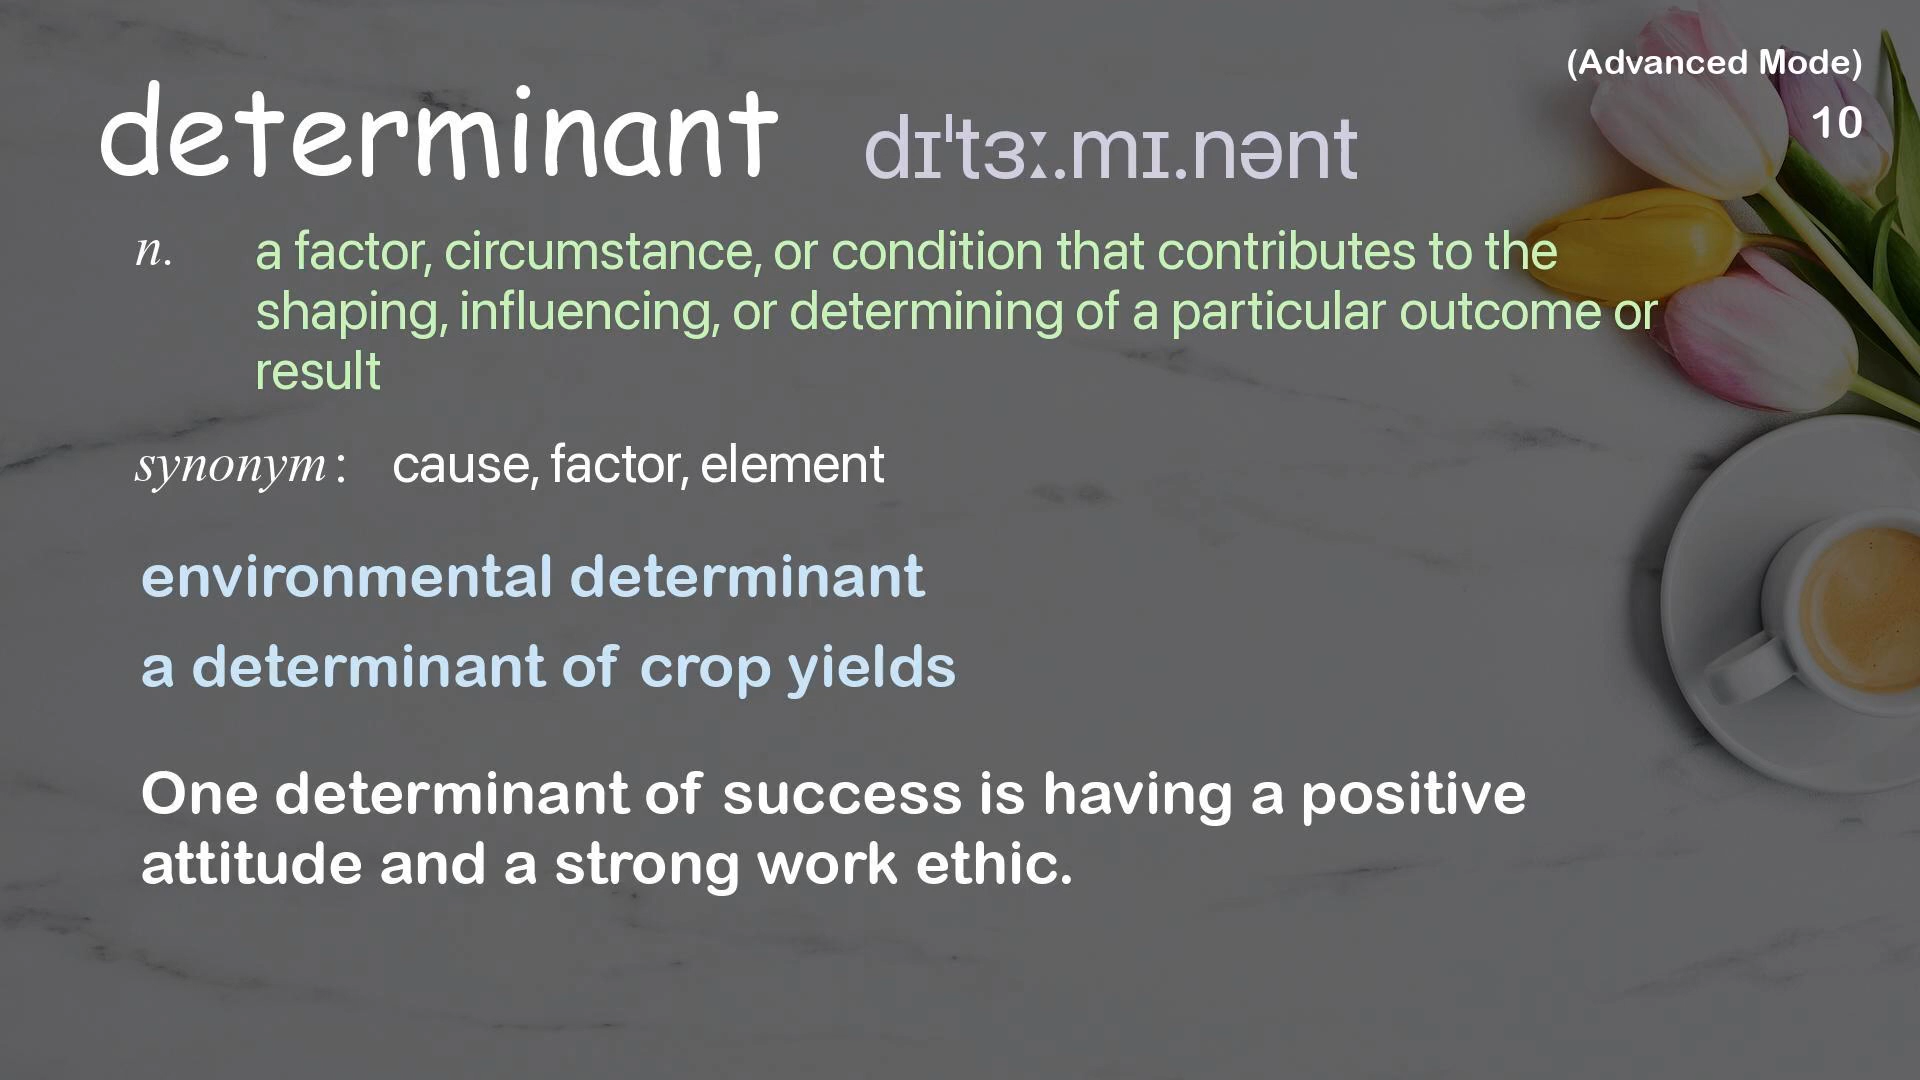 (Advanced Mode)
determinant dɪˈtɜː.mɪ.nənt
10
n. a factor, circumstance, or condition that contributes to the
shaping, influencing, or determining of a particular outcome or
result
synonym: cause, factor, element
environmental determinant
a determinant of crop yields
One determinant of success is having a positive
attitude and a strong work ethic.